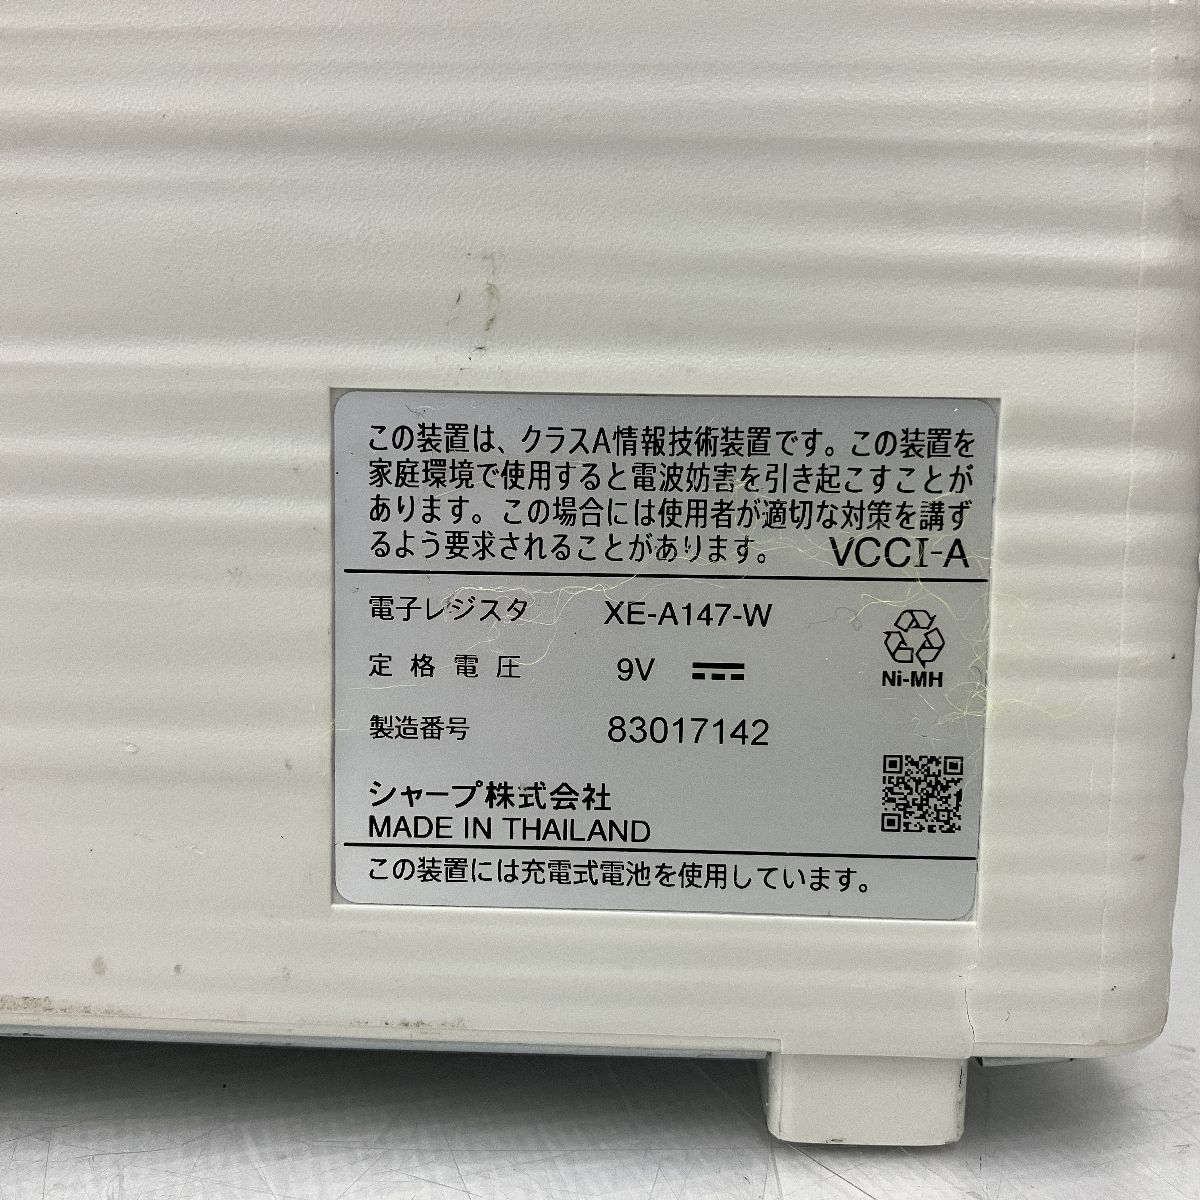 この装置は、クラスA情報技術装置です。この装置を
家庭環境で使用すると電波妨害を引き起こすことが
あります。この場合には使用者が適切な対策を講ず
るよう要求されることがあります。 VCCI-A
電子レジスタ XE-A147-W
定格電圧 9V
Ni-MH
製造番号 83017142
シャープ株式会社
MADE IN THAILAND
この装置には充電式電池を使用しています。